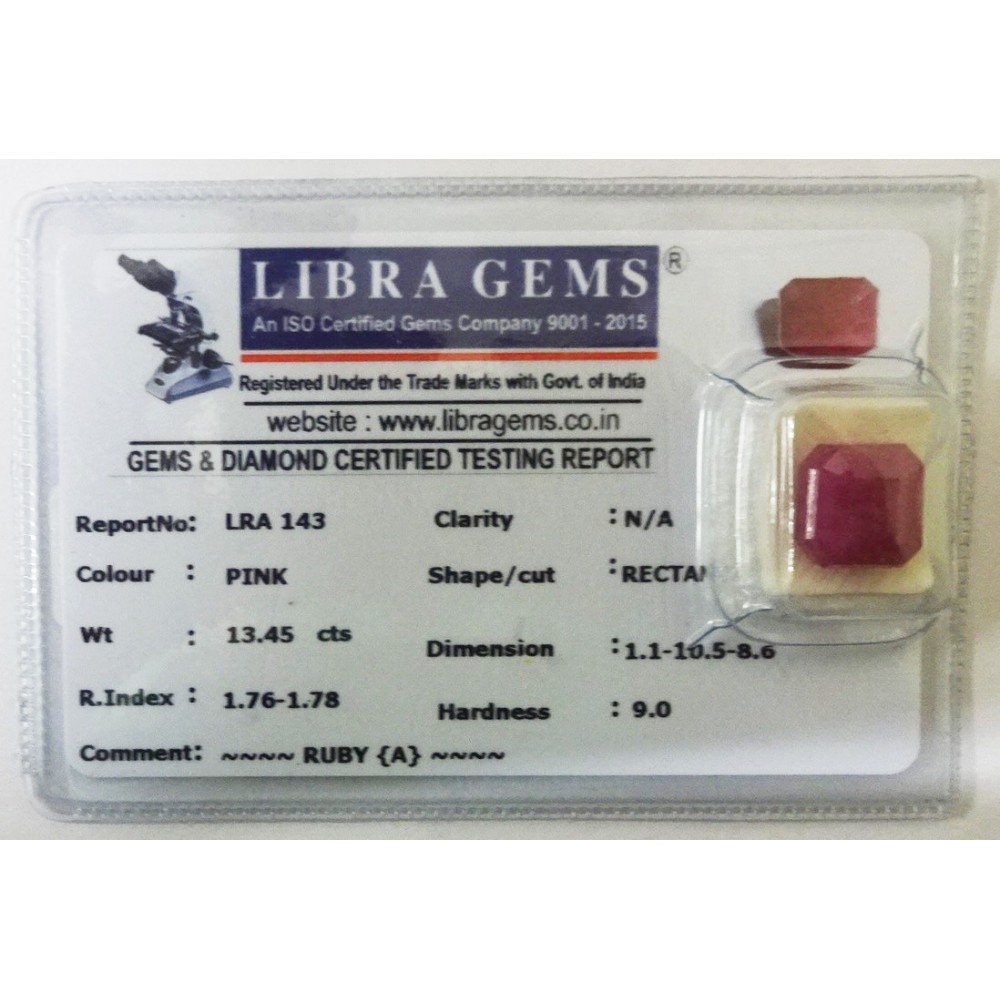 LIBRA GEMS ®
An ISO Certified Gems Company 9001 - 2015
Registered Under the Trade Marks with Govt. of India
website : www.libragems.co.in
GEMS & DIAMOND CERTIFIED TESTING REPORT
ReportNo: LRA 143 Clarity : N/A
Colour : PINK Shape/cut : RECTAN
Wt : 13.45 cts Dimension : 1.1-10.5-8.6
R.Index : 1.76-1.78 Hardness : 9.0
Comment: ~~~~ RUBY {A} ~~~~